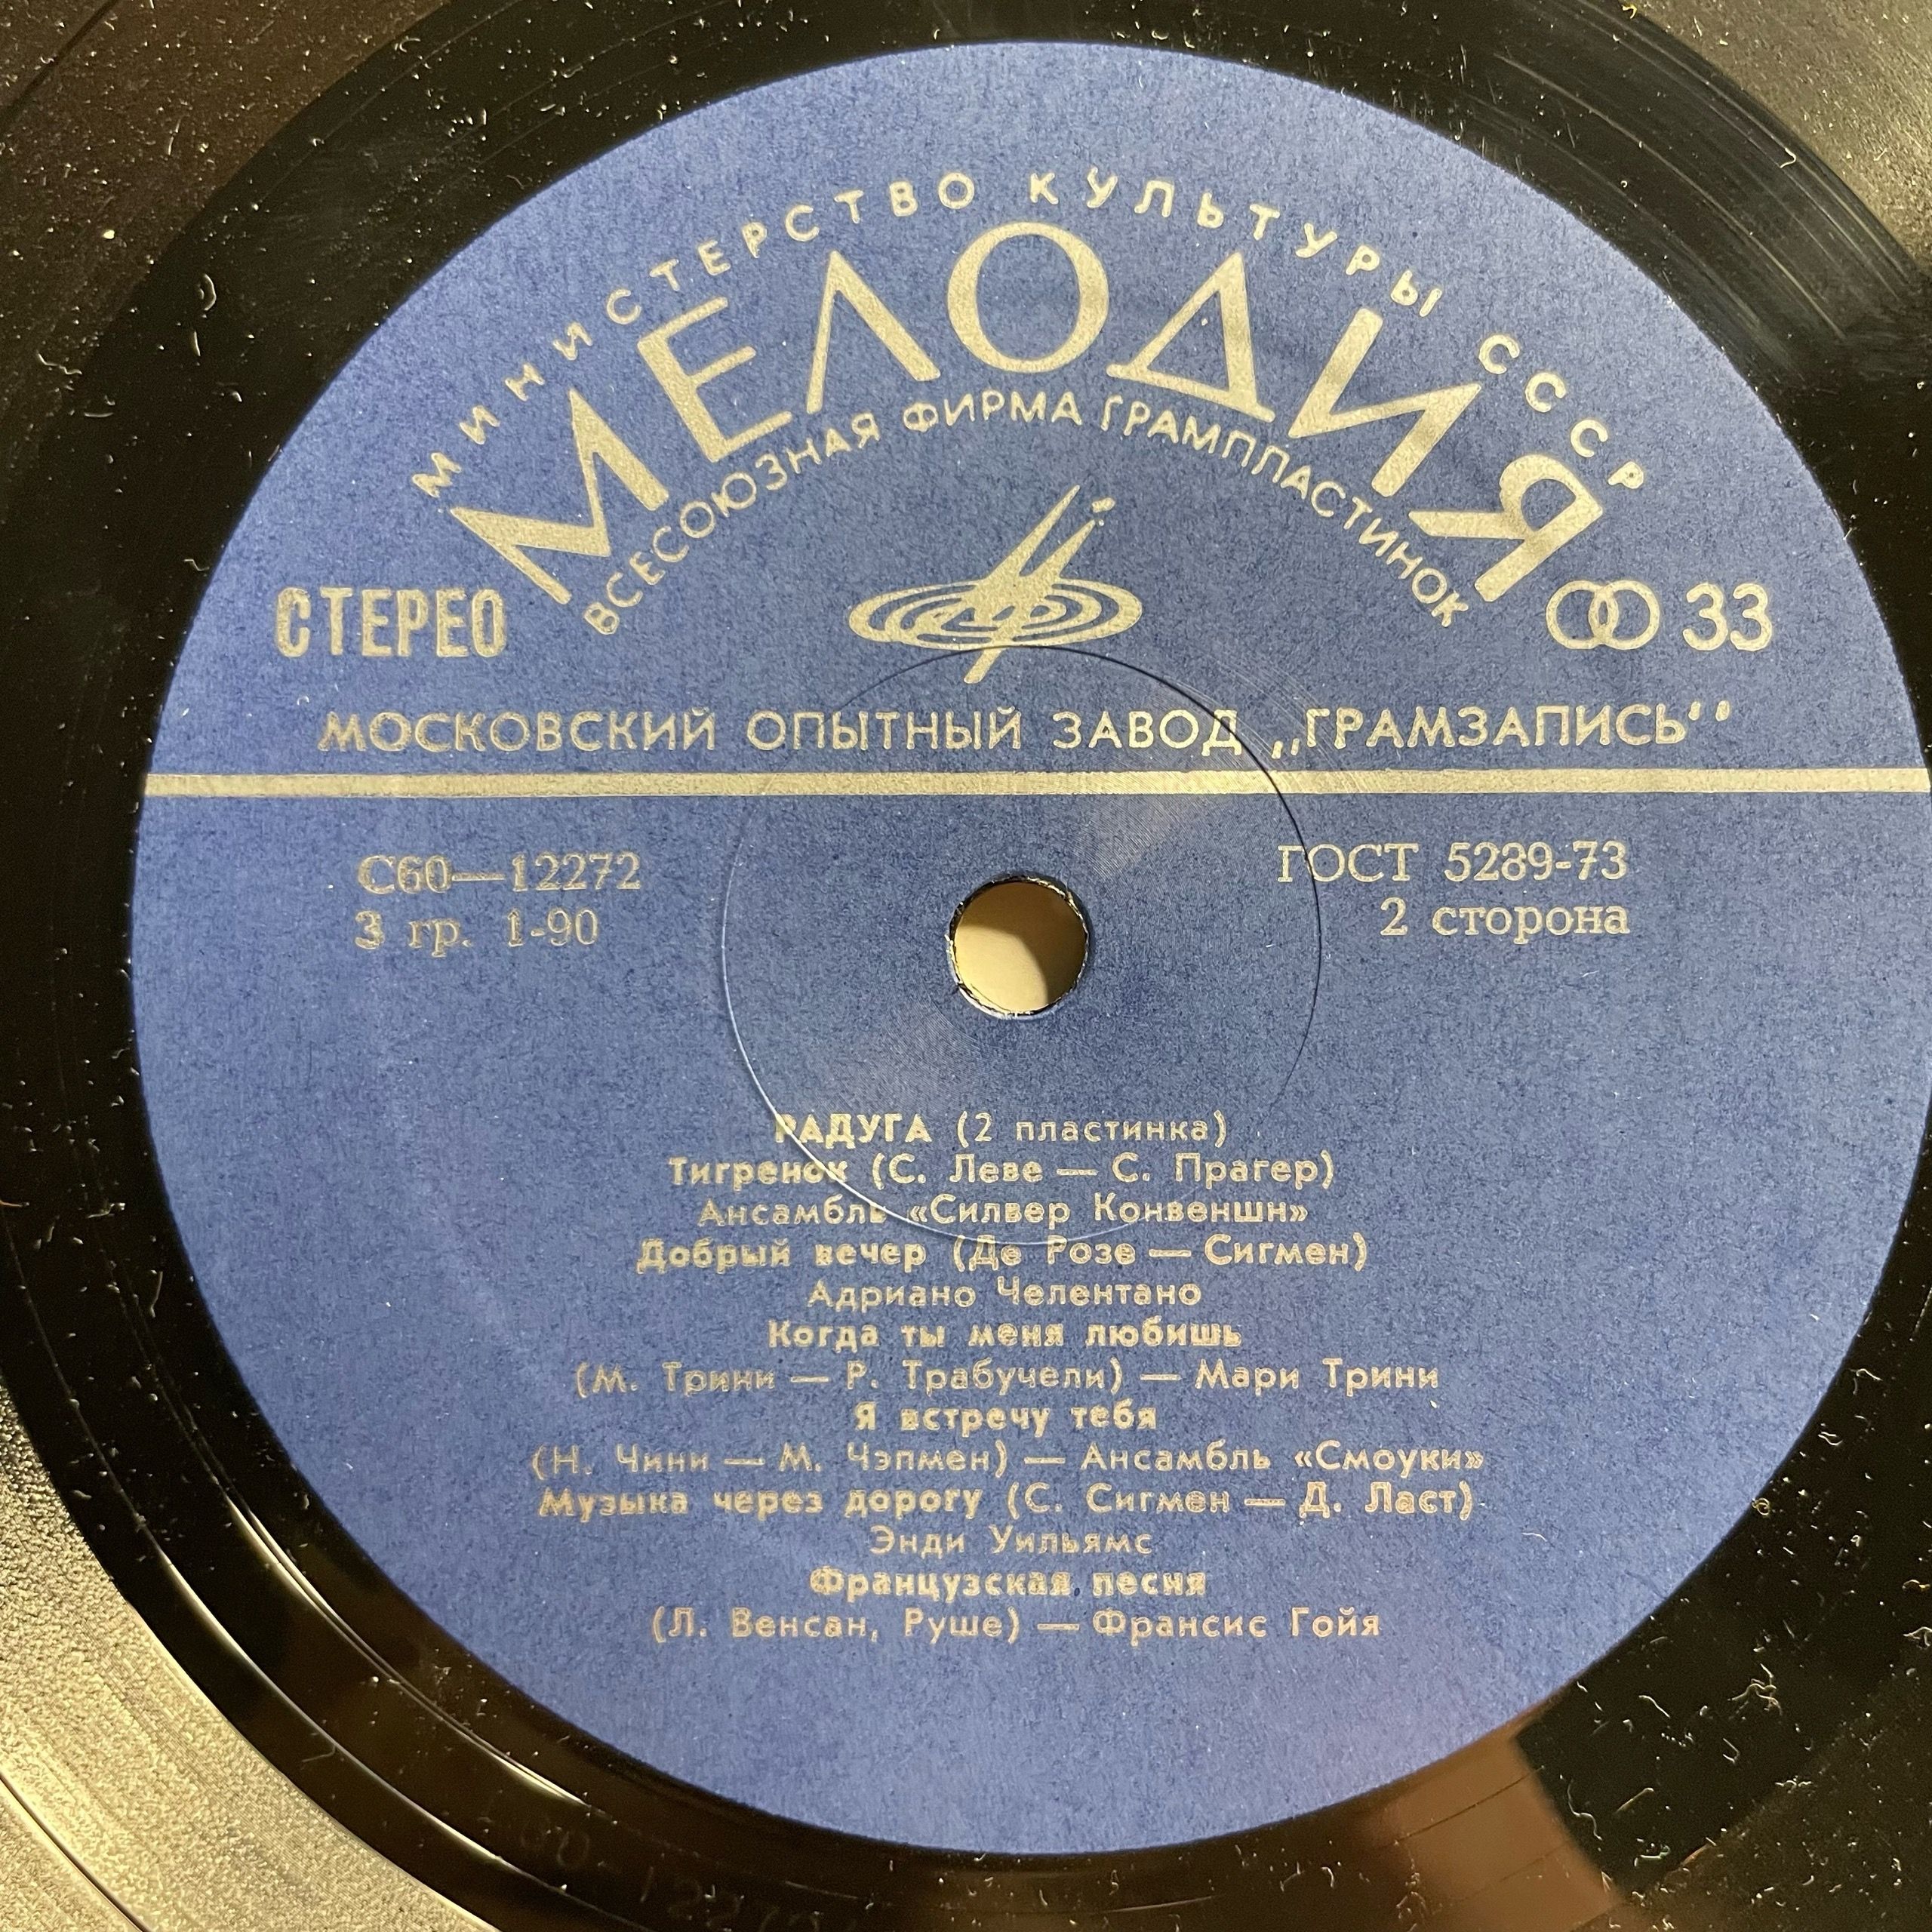 МИНИСТЕРСТВО КУЛЬТУРЫ СССР
МЕЛОДИЯ
ВСЕСОЮЗНАЯ ФИРМА ГРАМПЛАСТИНОК
СТЕРЕО
33
МОСКОВСКИЙ ОПЫТНЫЙ ЗАВОД „ГРАМЗАПИСЬ“
С60—12272
ГОСТ 5289-73
3 гр. 1-90
2 сторона
РАДУГА (2 пластинка)
Тигренок (С. Леве — С. Прагер)
Ансамбль «Силвер Конвеншн»
Добрый вечер (Де Розе — Сигмен)
Адриано Челентано
Когда ты меня любишь
(М. Трини — Р. Трабучели) — Мари Трини
Я встречу тебя
(Н. Чини — М. Чэпмен) — Ансамбль «Смоуки»
Музыка через дорогу (С. Сигмен — Д. Ласт)
Энди Уильямс
Французская песня
(Л. Венсан, Руше) — Франсис Гойя